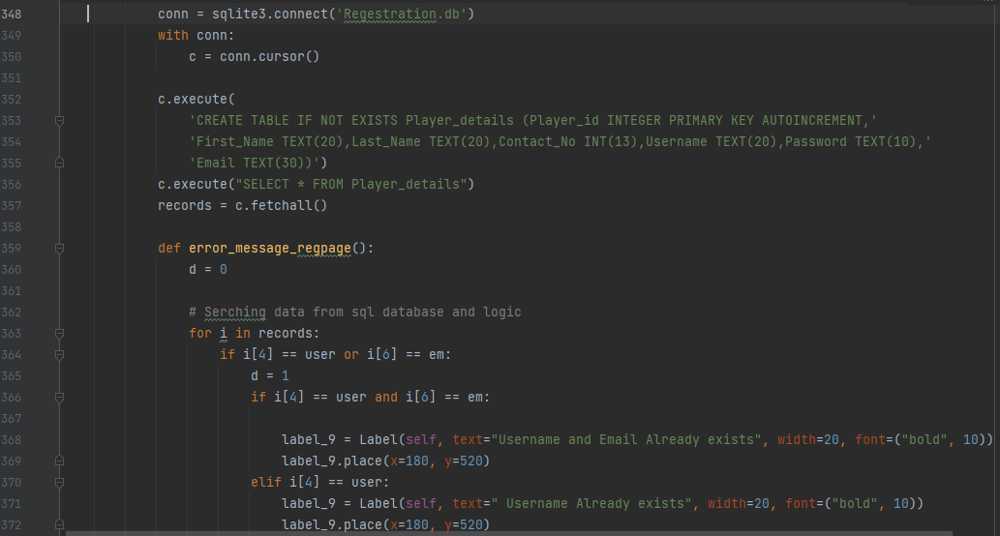 348 conn = sqlite3.connect('Regestration.db')
349 with conn:
350 c = conn.cursor()
351
352 c.execute(
353 'CREATE TABLE IF NOT EXISTS Player_details (Player_id INTEGER PRIMARY KEY AUTOINCREMENT,'
354 'First_Name TEXT(20),Last_Name TEXT(20),Contact_No INT(13),Username TEXT(20),Password TEXT(10),'
355 'Email TEXT(30))')
356 c.execute("SELECT * FROM Player_details")
357 records = c.fetchall()
358
359 def error_message_regpage():
360 d = 0
361
362 # Serching data from sql database and logic
363 for i in records:
364 if i[4] == user or i[6] == em:
365 d = 1
366 if i[4] == user and i[6] == em:
367
368 label_9 = Label(self, text="Username and Email Already exists", width=20, font=("bold", 10))
369 label_9.place(x=180, y=520)
370 elif i[4] == user:
371 label_9 = Label(self, text=" Username Already exists", width=20, font=("bold", 10))
372 label_9.place(x=180, y=520)